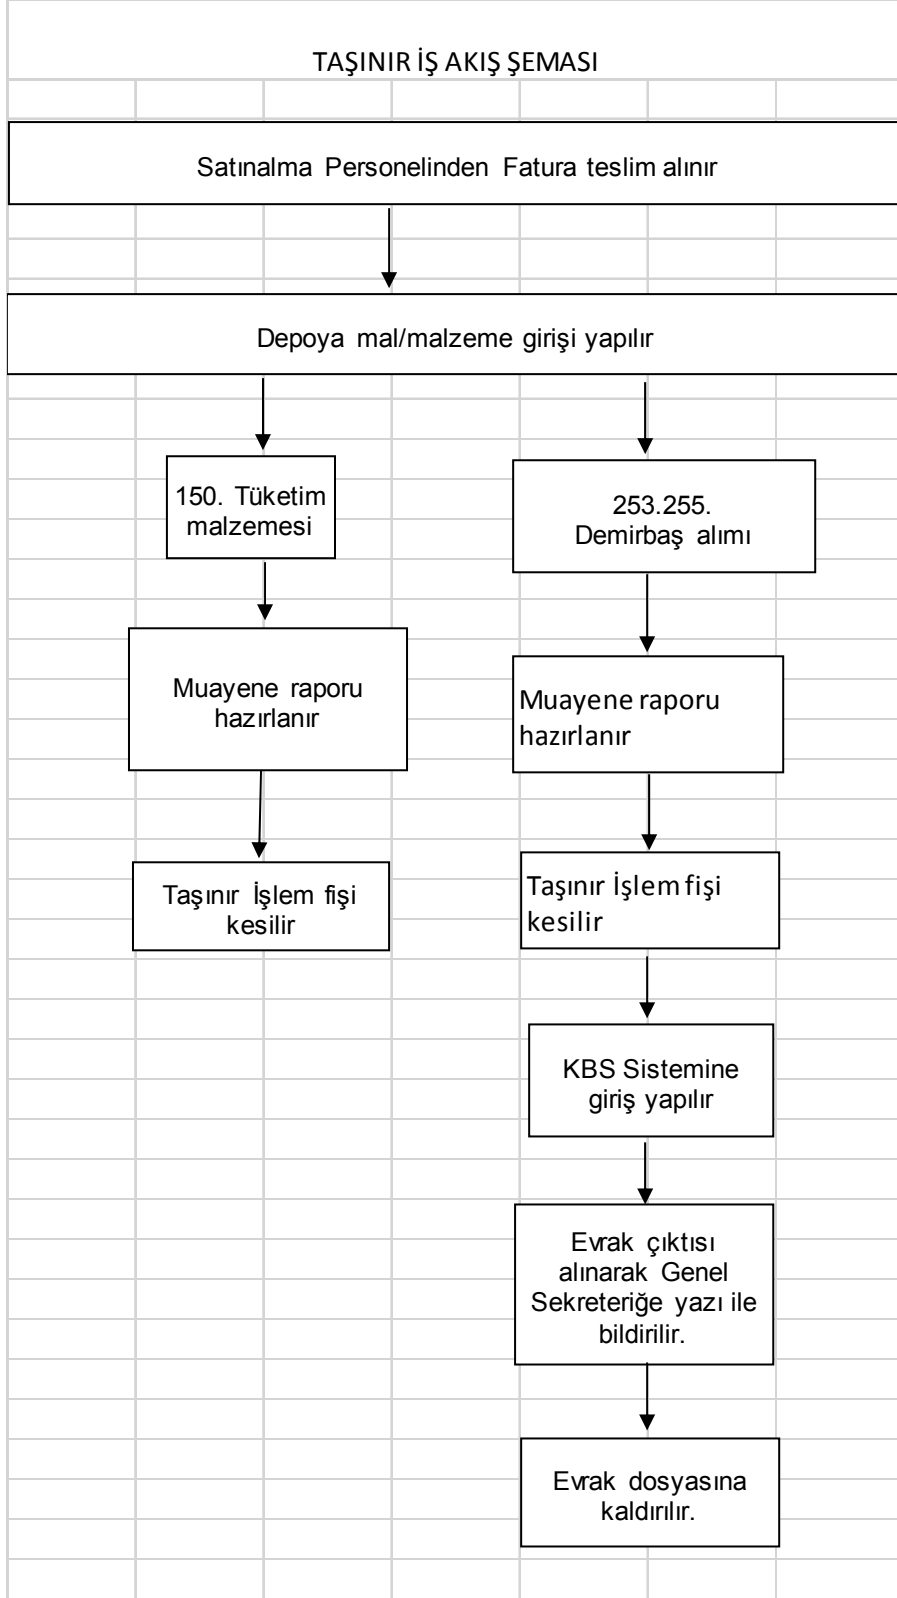 TAŞINIR İŞ AKIŞ ŞEMASI
Satınalma Personelinden Fatura teslim alınır
Depoya mal/malzeme girişi yapılır
150. Tüketim
malzemesi
Muayene raporu
hazırlanır
Taşınır İşlem fişi
kesilir
253.255.
Demirbaş alımı
Muayene raporu
hazırlanır
Taşınır İşlem fişi
kesilir
KBS Sistemine
giriş yapılır
Evrak çıktısı
alınarak Genel
Sekreteriğe yazı ile
bildirilir.
Evrak dosyasına
kaldırılır.